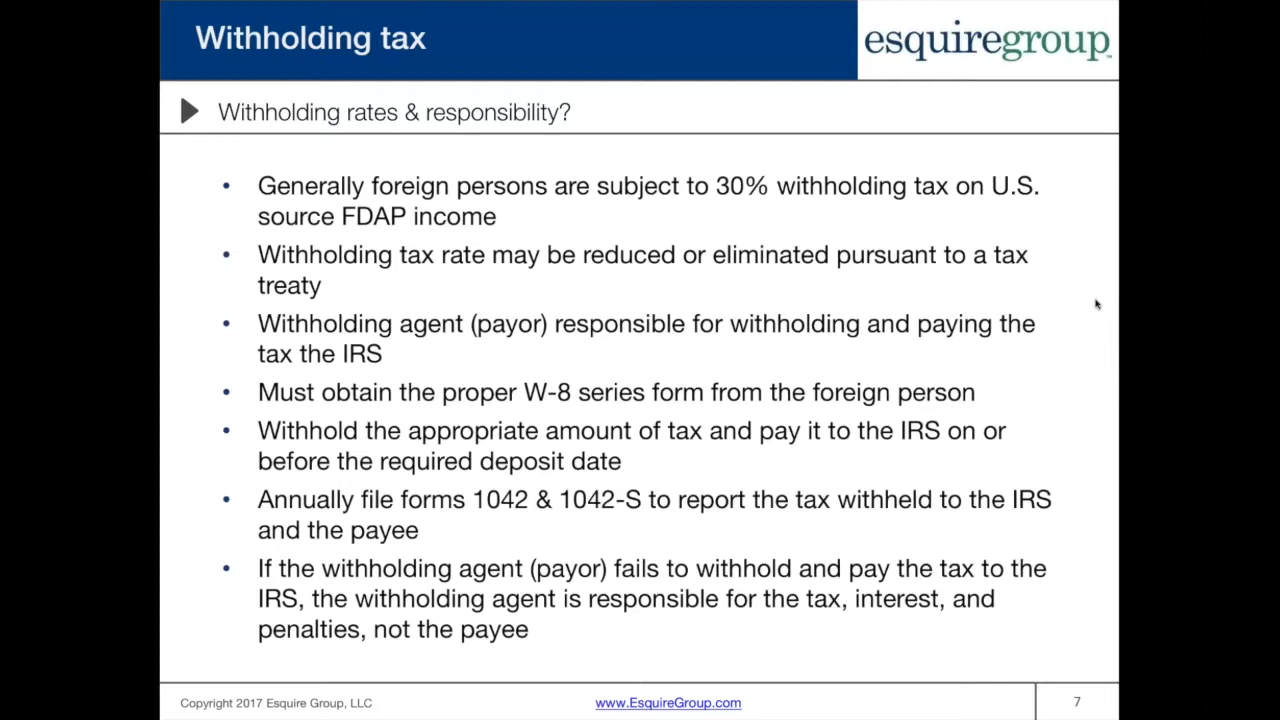 Withholding tax
esquiregroup™
Withholding rates & responsibility?
• Generally foreign persons are subject to 30% withholding tax on U.S.
source FDAP income
• Withholding tax rate may be reduced or eliminated pursuant to a tax
treaty
• Withholding agent (payor) responsible for withholding and paying the
tax the IRS
• Must obtain the proper W-8 series form from the foreign person
• Withhold the appropriate amount of tax and pay it to the IRS on or
before the required deposit date
• Annually file forms 1042 & 1042-S to report the tax withheld to the IRS
and the payee
• If the withholding agent (payor) fails to withhold and pay the tax to the
IRS, the withholding agent is responsible for the tax, interest, and
penalties, not the payee
Copyright 2017 Esquire Group, LLC
www.EsquireGroup.com
7